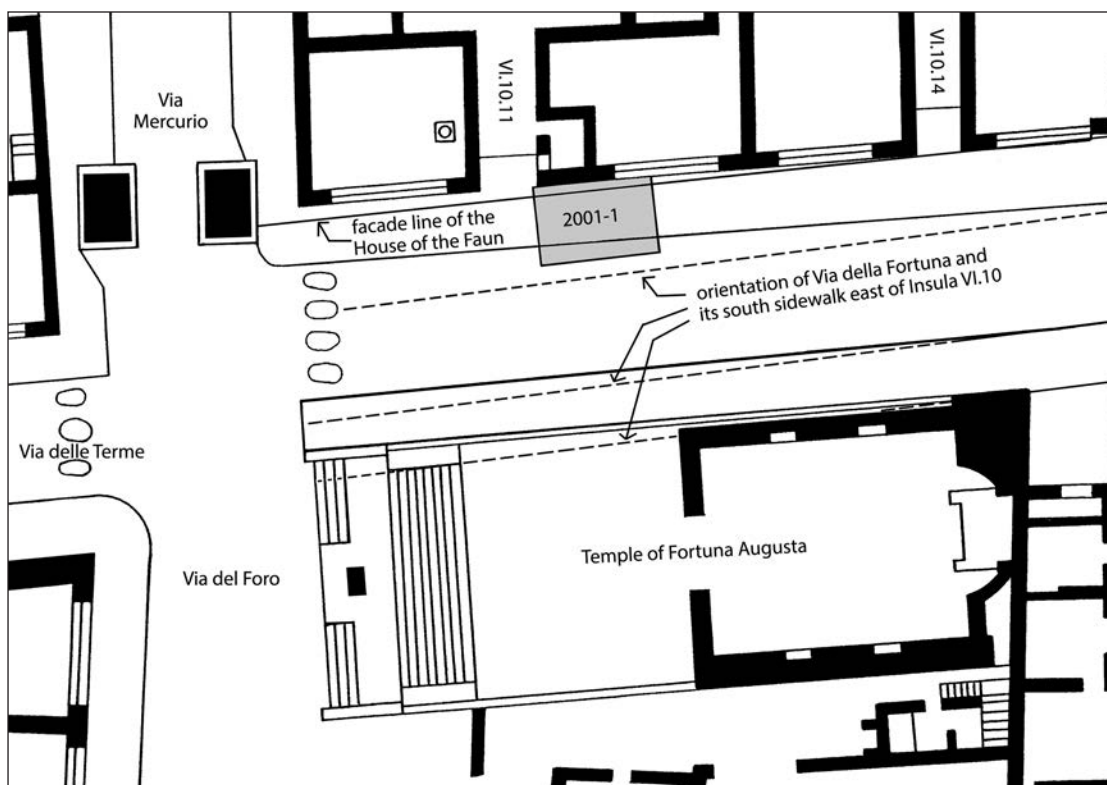 Via
Mercurio
VI.10.11
VI.10.14
2001-1
facade line of the
House of the Faun
orientation of Via della Fortuna and
its south sidewalk east of Insula VI.10
Via delle Terme
Via del Foro
Temple of Fortuna Augusta